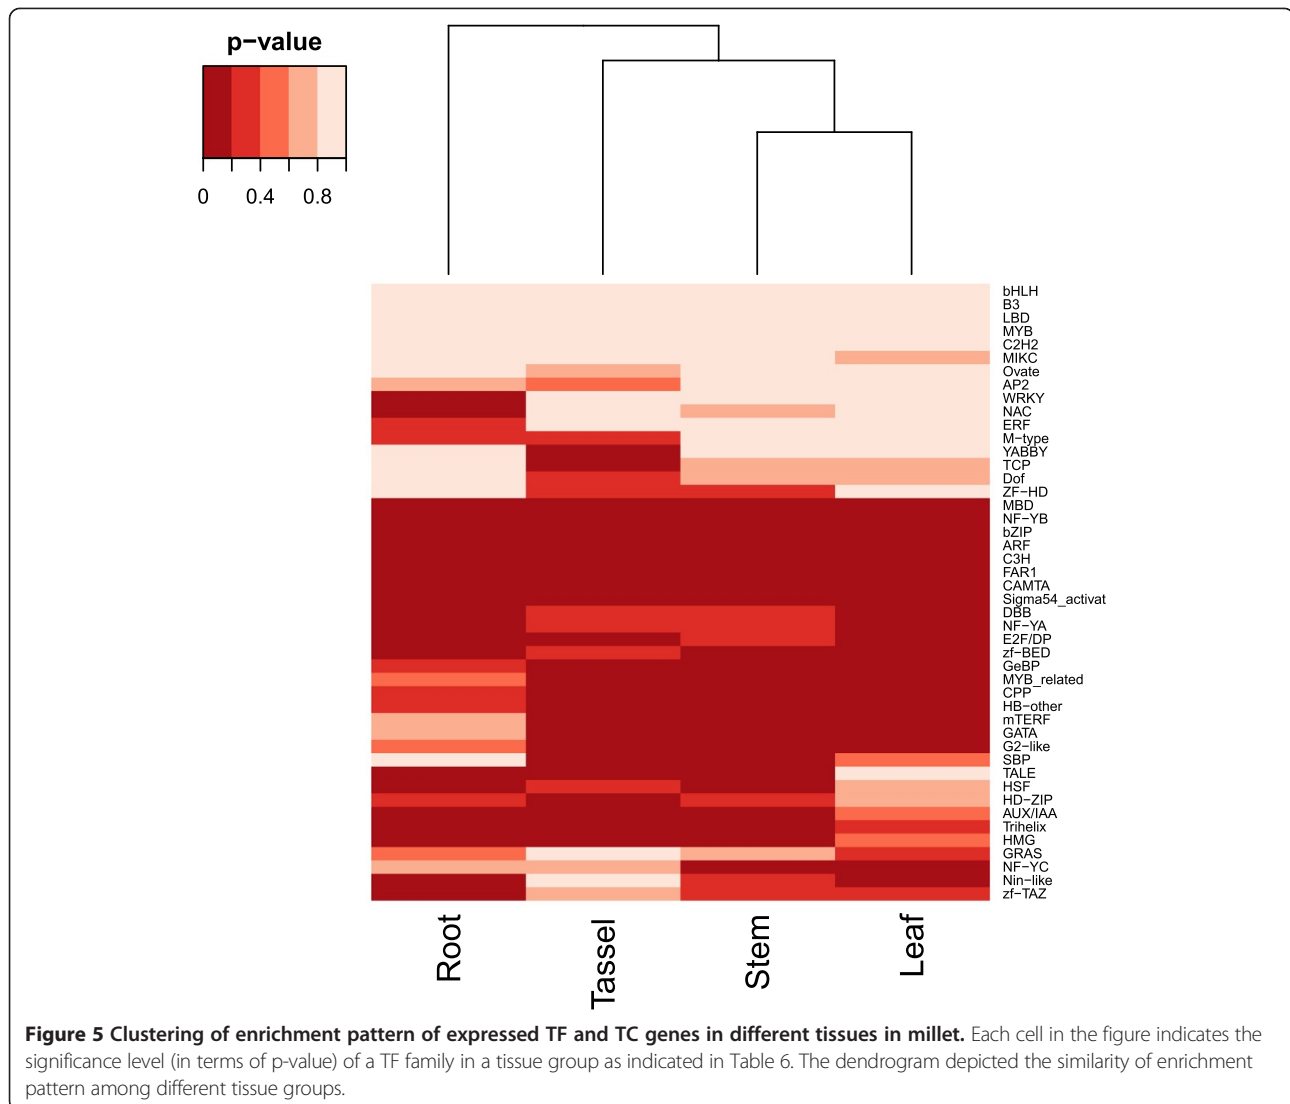 p−value
0 0.4 0.8
bHLH
B3
LBD
MYB
C2H2
MIKC
Ovate
AP2
WRKY
NAC
ERF
M−type
YABBY
TCP
Dof
ZF−HD
MBD
NF−YB
bZIP
ARF
C3H
FAR1
CAMTA
Sigma54_activat
DBB
NF−YA
E2F/DP
zf−BED
GeBP
MYB_related
CPP
HB−other
mTERF
GATA
G2−like
SBP
TALE
HSF
HD−ZIP
AUX/IAA
Trihelix
HMG
GRAS
NF−YC
Nin−like
zf−TAZ
Root
Tassel
Stem
Leaf
Figure 5 Clustering of enrichment pattern of expressed TF and TC genes in different tissues in millet. Each cell in the figure indicates the
significance level (in terms of p-value) of a TF family in a tissue group as indicated in Table 6. The dendrogram depicted the similarity of enrichment
pattern among different tissue groups.